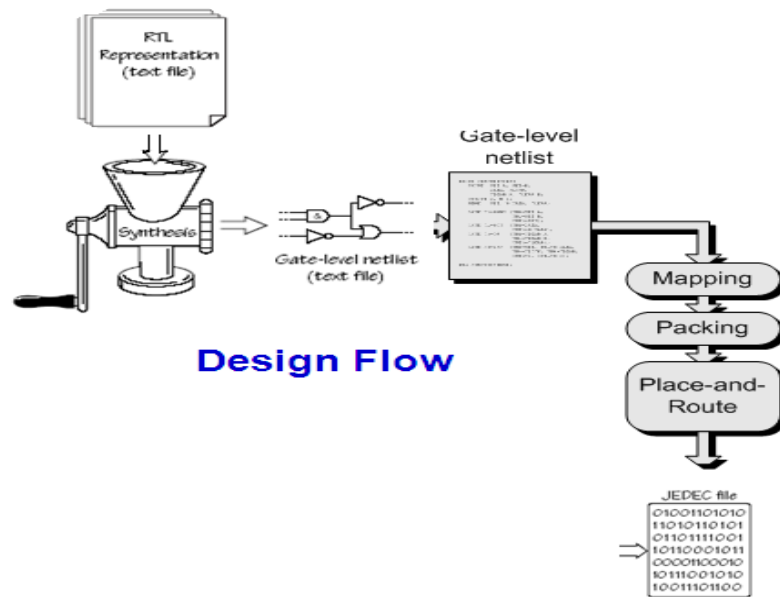 RTL
Representation
(text file)
Synthesis
&
Gate-level netlist
(text file)
Gate-level
netlist
Mapping
Packing
Place-and-
Route
Design Flow
JEDEC file
01001101010
11010110101
01101111001
10110001011
00001100010
10111001010
10011101100